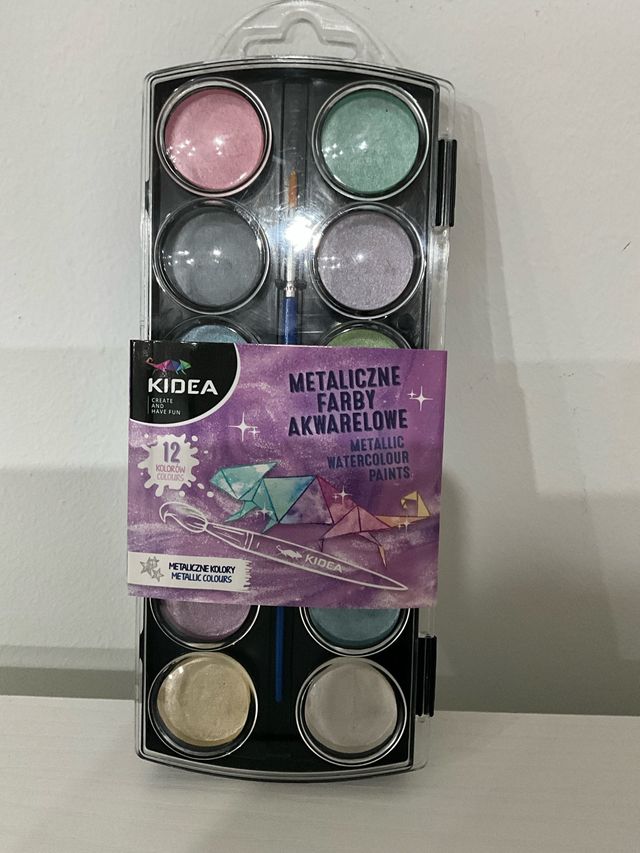 KIDEA
CREATE
AND
HAVE FUN
METALICZNE
FARBY
AKWARELOWE
METALLIC
WATERCOLOUR
PAINTS
12
KOLORÓW
COLOURS
KIDEA
METALICZNE KOLORY
METALLIC COLOURS